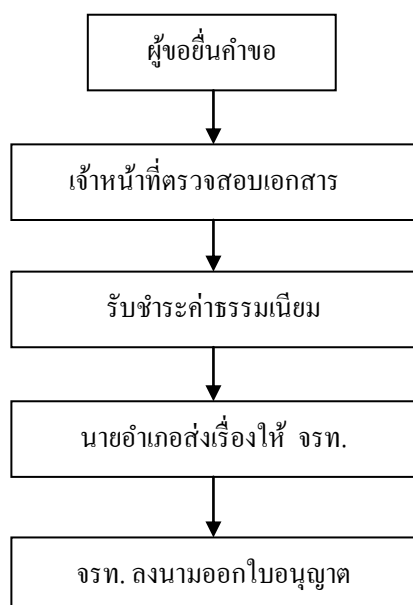 ผู้ขอยื่นคำขอ
เจ้าหน้าที่ตรวจสอบเอกสาร
รับชำระค่าธรรมเนียม
นายอำเภอส่งเรื่องให้ จรท.
จรท. ลงนามออกใบอนุญาต